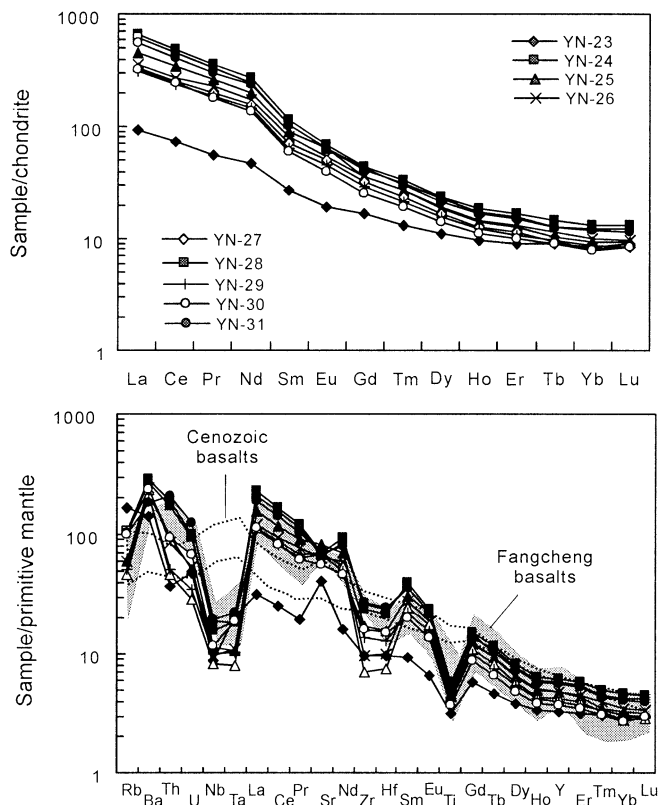 1000
100
10
1
Sample/chondrite
YN-23
YN-24
YN-25
YN-26
YN-27
YN-28
YN-29
YN-30
YN-31
La Ce Pr Nd Sm Eu Gd Tm Dy Ho Er Tb Yb Lu
1000
100
10
1
Sample/primitive mantle
Cenozoic
basalts
Fangcheng
basalts
Rb Ba Th U Nb Ta La Ce Pr Sr Nd Zr Hf Sm Eu Ti Gd Tb Dy Ho Y Er Tm Yb Lu